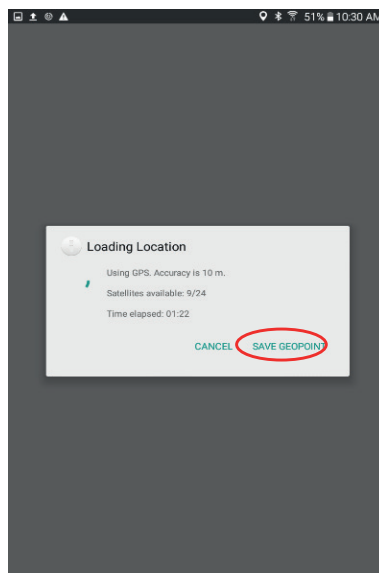 51% 10:30 AM
Loading Location
Using GPS. Accuracy is 10 m.
Satellites available: 9/24
Time elapsed: 01:22
CANCEL SAVE GEOPOINT